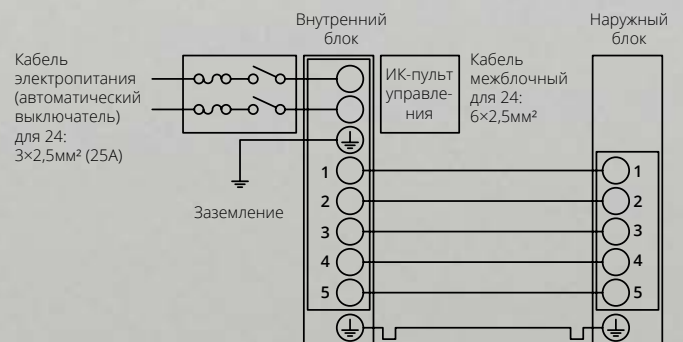 Внутренний
блок
Наружный
блок
Кабель
электропитания
(автоматический
выключатель)
для 24:
3×2,5мм² (25А)
ИК-пульт
управле-
ния
Кабель
межблочный
для 24:
6×2,5мм²
Заземление
1
2
3
4
5
1
2
3
4
5